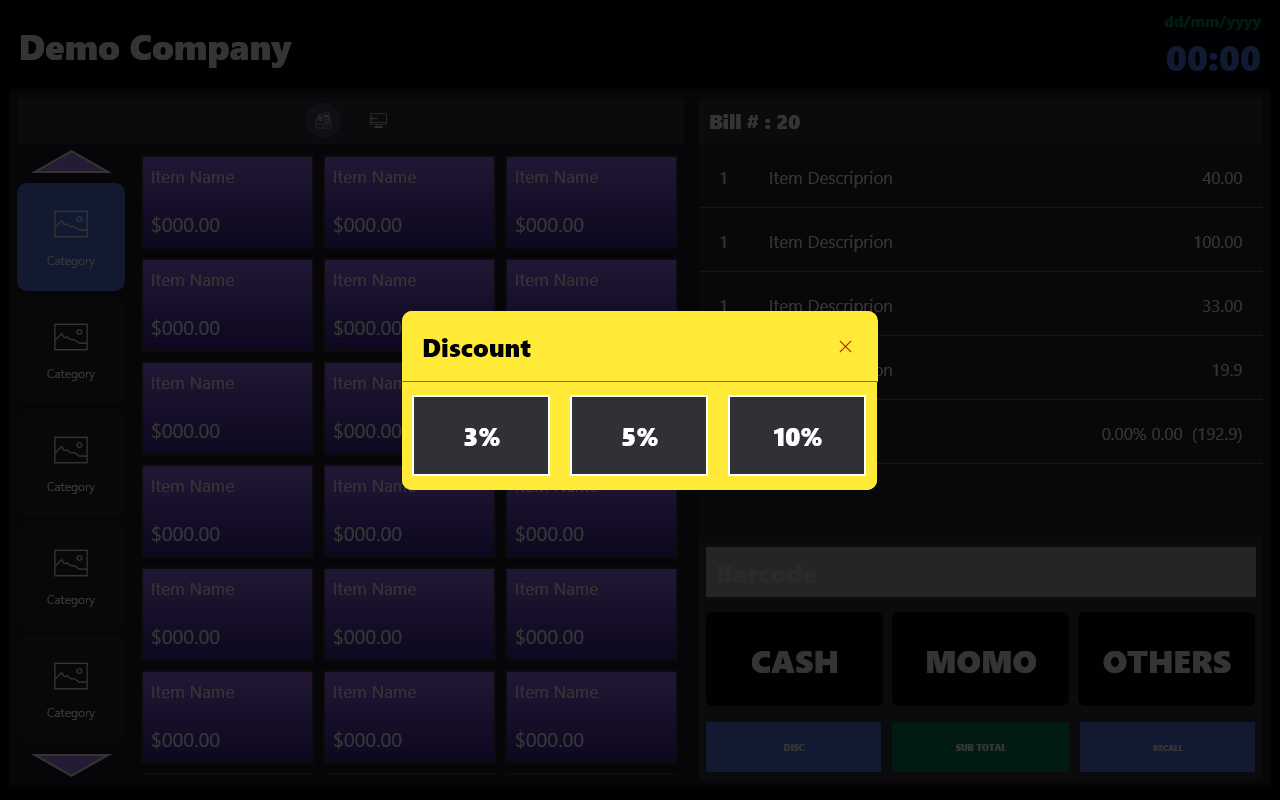 Demo Company
dd/mm/yyyy
00:00
Bill # : 20
1 Item Descriprion 40.00
1 Item Descriprion 100.00
1 Item Descriprion 33.00
on 19.9
0.00% 0.00 (192.9)
Category
Category
Category
Category
Category
Item Name Item Name Item Name
$000.00 $000.00 $000.00
Item Name Item Name Item Name
$000.00 $000.00
Item Name
$000.00 $000.00
Item Name Item Name Item Name
$000.00 $000.00 $000.00
Item Name Item Name Item Name
$000.00 $000.00 $000.00
Item Name Item Name Item Name
$000.00 $000.00 $000.00
Discount
3% 5% 10%
Barcode
CASH MOMO OTHERS
DISC SUB TOTAL RECALL